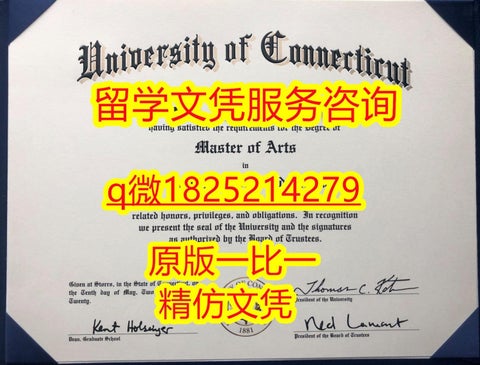 University of Connecticut
留学文凭服务咨询
having satisfied the requirements for the degree of
Master of Arts
in
q微1825214279
related honors, privileges, and obligations. In recognition
we present the seal of the University and the signatures
as authorized by the Board of Trustees.
原版一比一
精仿文凭
Given at Storrs, in the State of Connecticut, on
the Tenth day of May, Two
Twenty.
Thomas C.
President of the University
Kent Holsinger
Dean, Graduate School
1881
Ned Lamont
President of the Board of Trustees